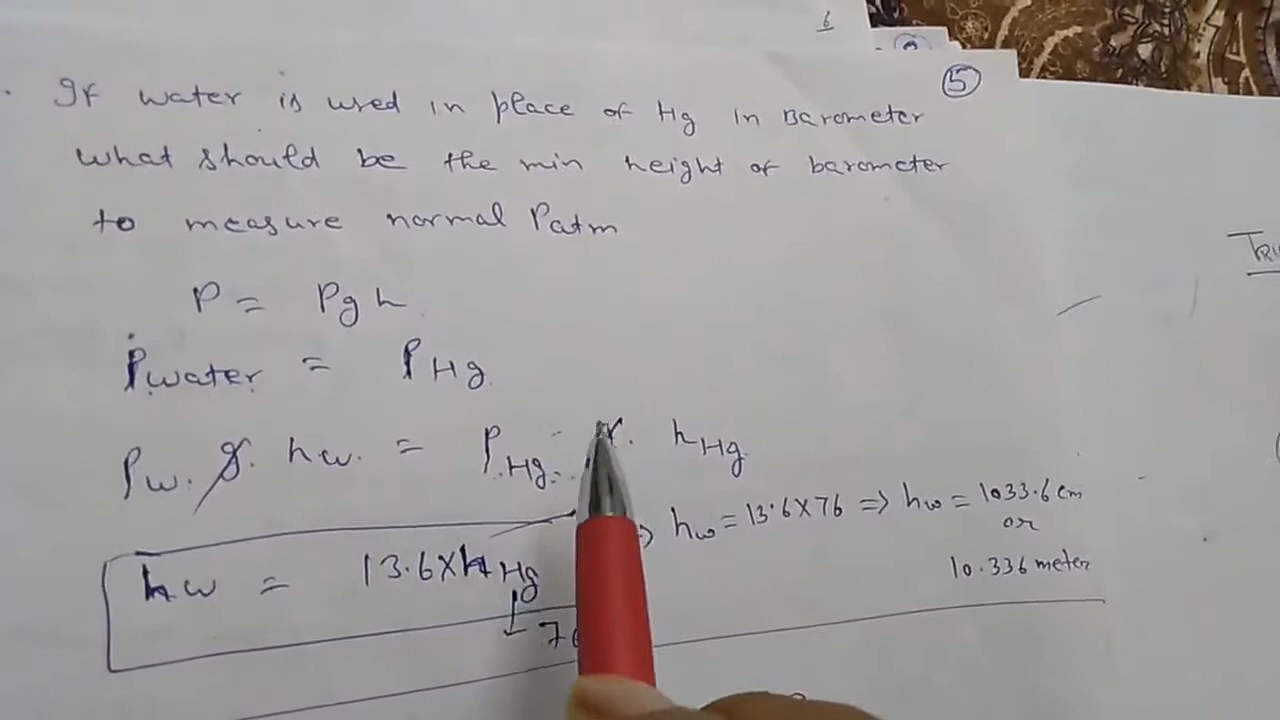 6
5
If water is used in place of Hg in Barometer
what should be the min height of barometer
to measure normal Patm
P = ρgh
Pwater = PHg
ρw. g. hw. = ρHg. hHg
⇒ hw = 13.6×76 ⇒ hw = 1033.6 cm
or
10.336 meter
hw = 13.6×hHg